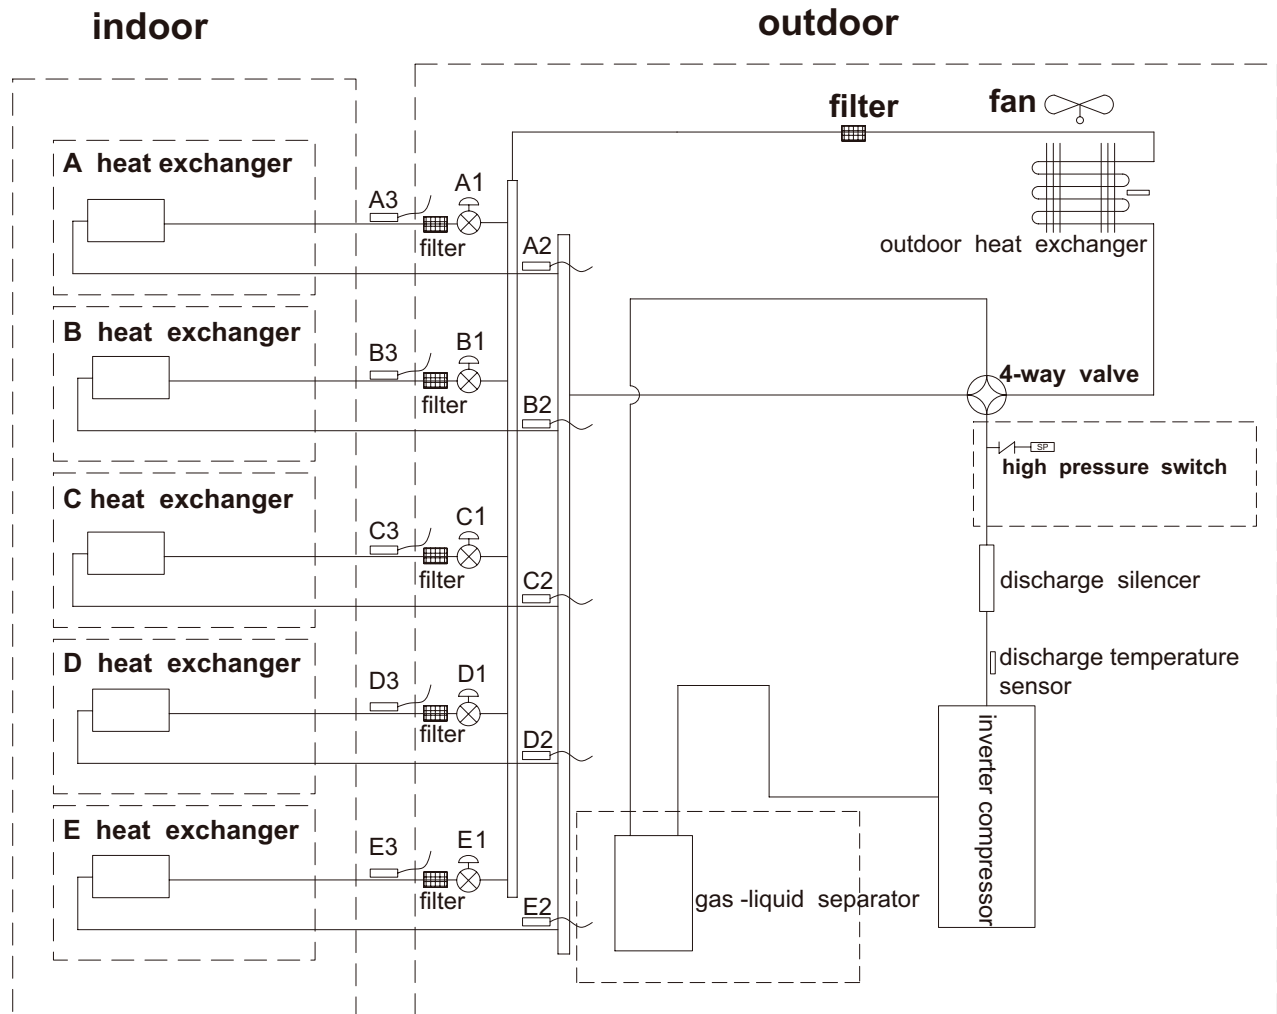 indoor
outdoor
filter
fan
A heat exchanger
A3
A1
filter
A2
outdoor heat exchanger
B heat exchanger
B3
B1
filter
B2
4-way valve
SP
high pressure switch
C heat exchanger
C3
C1
filter
C2
discharge silencer
D heat exchanger
D3
D1
filter
D2
discharge temperature
sensor
inverter compressor
E heat exchanger
E3
E1
filter
E2
gas -liquid separator